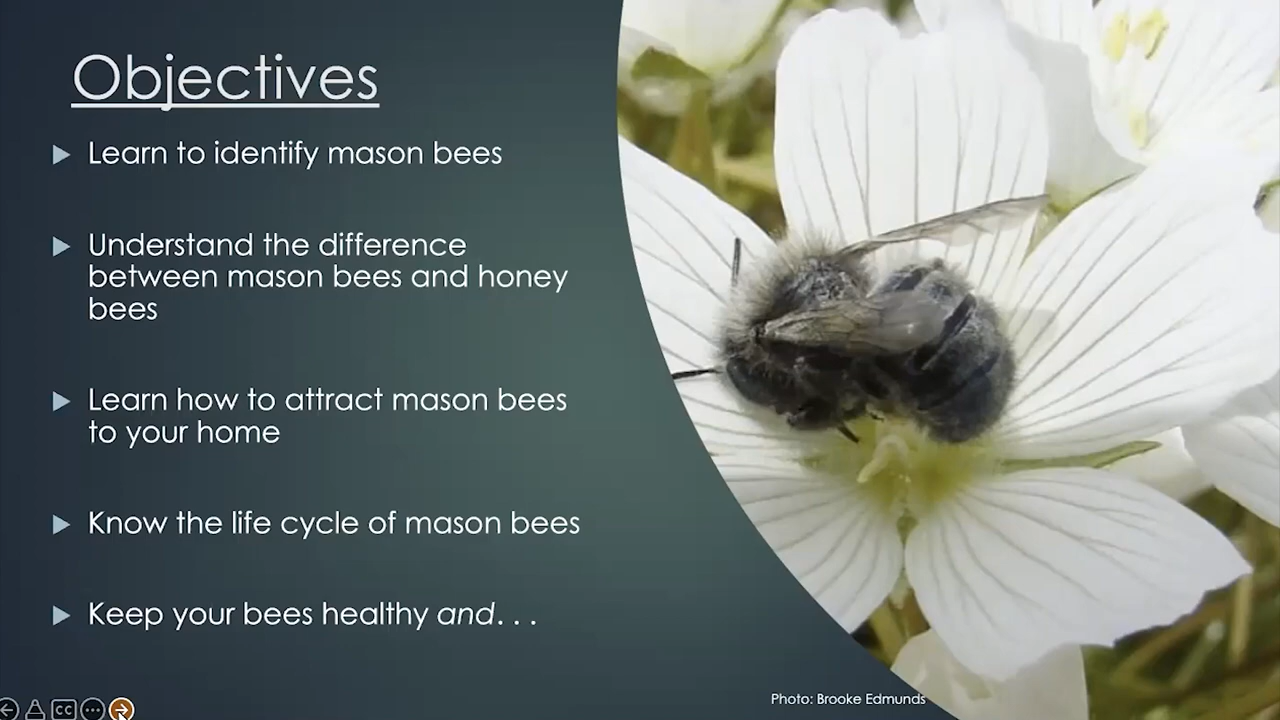 Objectives
Learn to identify mason bees
Understand the difference
between mason bees and honey
bees
Learn how to attract mason bees
to your home
Know the life cycle of mason bees
Keep your bees healthy and. . .
Photo: Brooke Edmunds
CC